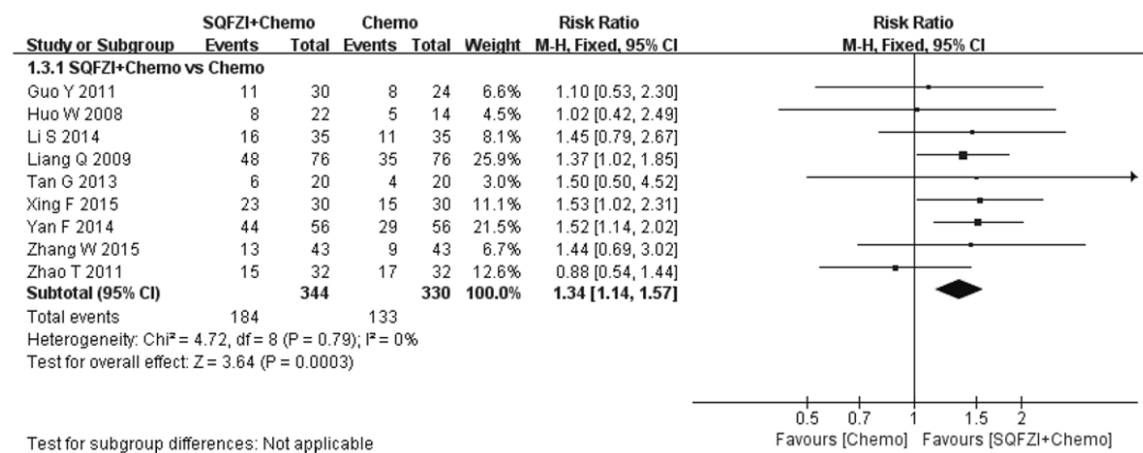 SQFZI+Chemo Chemo Risk Ratio Risk Ratio
Study or Subgroup Events Total Events Total Weight M-H, Fixed, 95% CI M-H, Fixed, 95% CI
1.3.1 SQFZI+Chemo vs Chemo
Guo Y 2011 11 30 8 24 6.6% 1.10 [0.53, 2.30]
Huo W 2008 8 22 5 14 4.5% 1.02 [0.42, 2.49]
Li S 2014 16 35 11 35 8.1% 1.45 [0.79, 2.67]
Liang Q 2009 48 76 35 76 25.9% 1.37 [1.02, 1.85]
Tan G 2013 6 20 4 20 3.0% 1.50 [0.50, 4.52]
Xing F 2015 23 30 15 30 11.1% 1.53 [1.02, 2.31]
Yan F 2014 44 56 29 56 21.5% 1.52 [1.14, 2.02]
Zhang W 2015 13 43 9 43 6.7% 1.44 [0.69, 3.02]
Zhao T 2011 15 32 17 32 12.6% 0.88 [0.54, 1.44]
Subtotal (95% CI) 344 330 100.0% 1.34 [1.14, 1.57]
Total events 184 133
Heterogeneity: Chi² = 4.72, df = 8 (P = 0.79); I² = 0%
Test for overall effect: Z = 3.64 (P = 0.0003)
0.5 0.7 1 1.5 2
Favours [Chemo] Favours [SQFZI+Chemo]
Test for subgroup differences: Not applicable